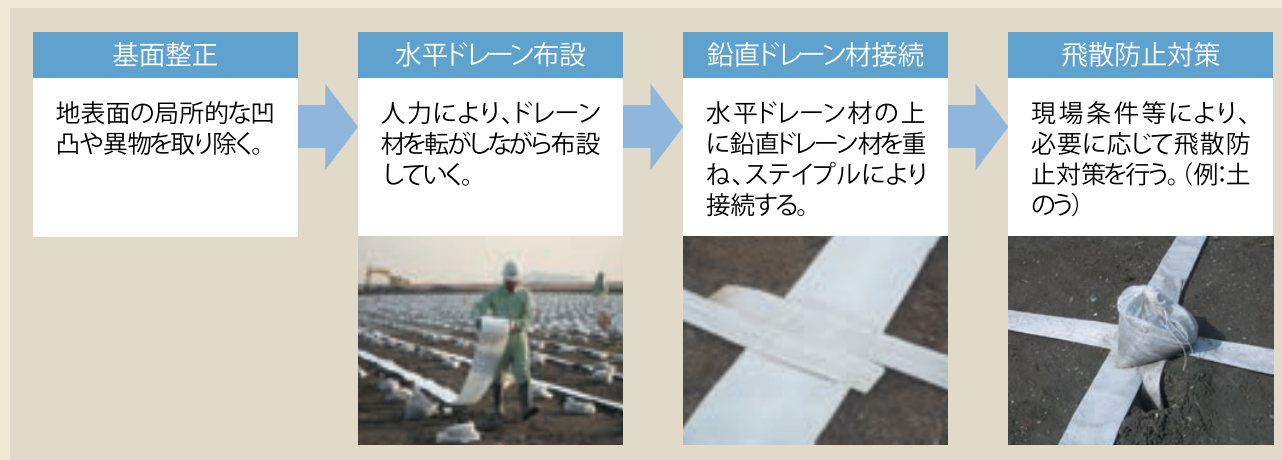 基面整正
地表面の局所的な凹
凸や異物を取り除く。
水平ドレーン布設
人力により、ドレーン
材を転がしながら布設
していく。
鉛直ドレーン材接続
水平ドレーン材の上
に鉛直ドレーン材を重
ね、ステイプルにより
接続する。
飛散防止対策
現場条件等により、
必要に応じて飛散防
止対策を行う。(例:土
のう)